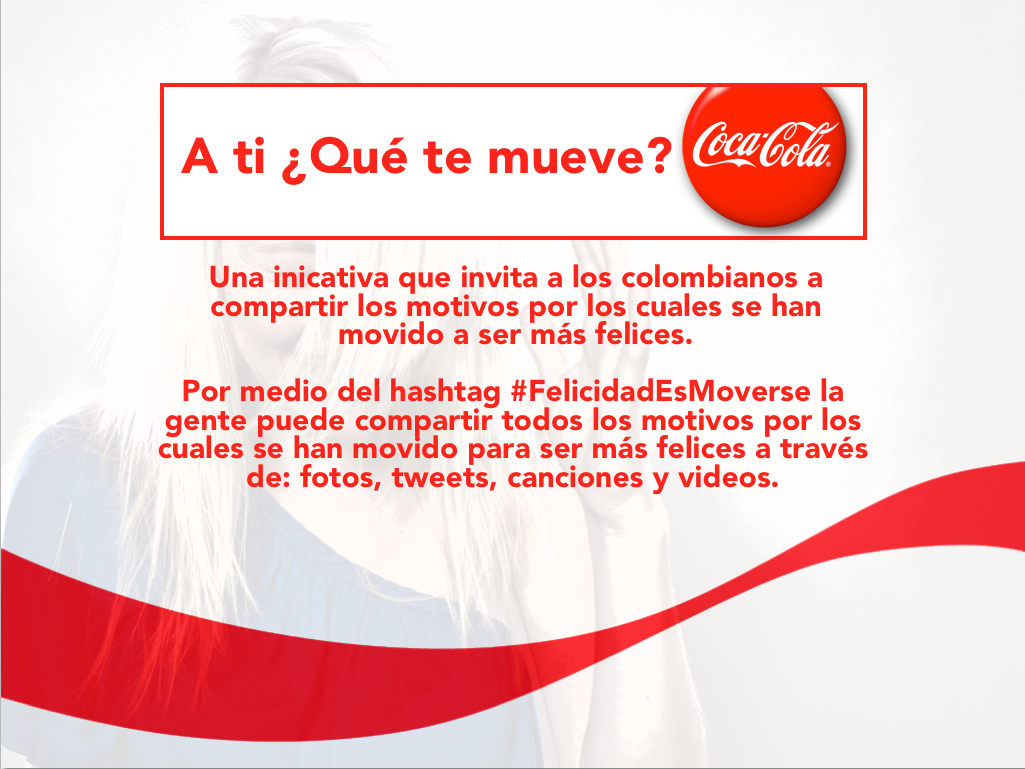 A ti ¿Qué te mueve?
Coca-Cola
Una inicativa que invita a los colombianos a
compartir los motivos por los cuales se han
movido a ser más felices.
Por medio del hashtag #FelicidadEsMoverse la
gente puede compartir todos los motivos por los
cuales se han movido para ser más felices a través
de: fotos, tweets, canciones y videos.